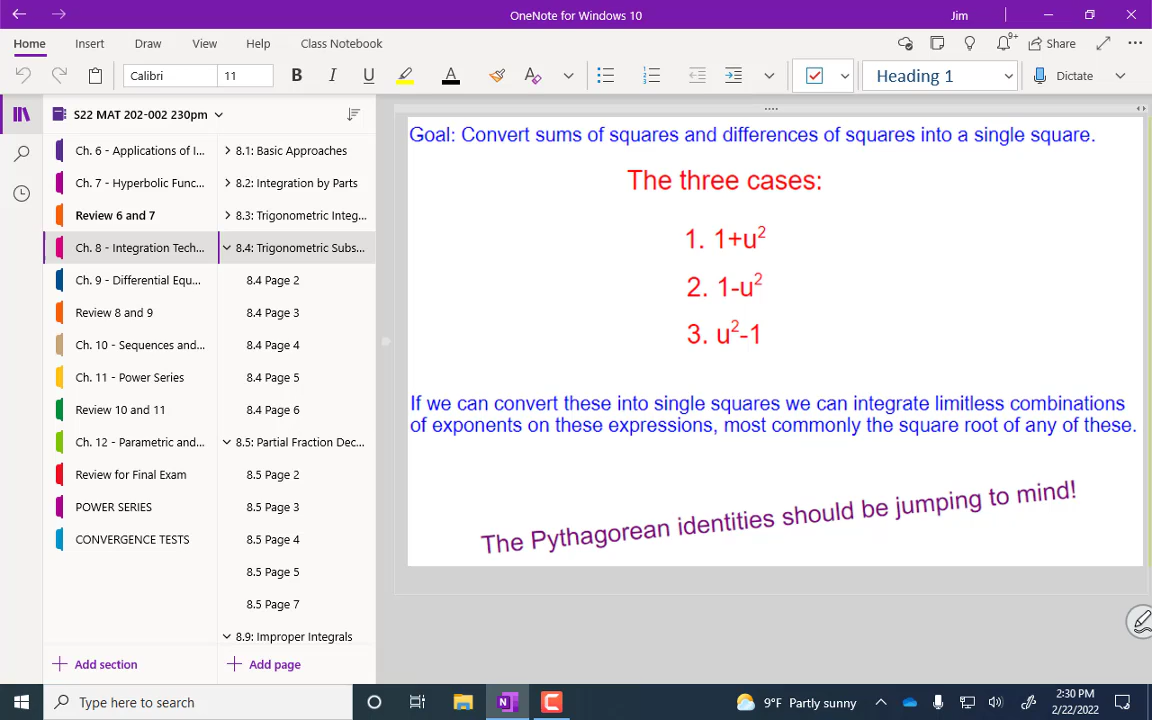 OneNote for Windows 10
Jim
Home
Insert
Draw
View
Help
Class Notebook
9+
Share
Calibri
11
B
I
U
A
A
Heading 1
Dictate
S22 MAT 202-002 230pm
Ch. 6 - Applications of I...
Ch. 7 - Hyperbolic Func...
Review 6 and 7
Ch. 8 - Integration Tech...
Ch. 9 - Differential Equ...
Review 8 and 9
Ch. 10 - Sequences and...
Ch. 11 - Power Series
Review 10 and 11
Ch. 12 - Parametric and...
Review for Final Exam
POWER SERIES
CONVERGENCE TESTS
Add section
8.1: Basic Approaches
8.2: Integration by Parts
8.3: Trigonometric Integ...
8.4: Trigonometric Subs...
8.4 Page 2
8.4 Page 3
8.4 Page 4
8.4 Page 5
8.4 Page 6
8.5: Partial Fraction Dec...
8.5 Page 2
8.5 Page 3
8.5 Page 4
8.5 Page 5
8.5 Page 7
8.9: Improper Integrals
Add page
Goal: Convert sums of squares and differences of squares into a single square.
The three cases:
1. 1+u²
2. 1-u²
3. u²-1
If we can convert these into single squares we can integrate limitless combinations
of exponents on these expressions, most commonly the square root of any of these.
The Pythagorean identities should be jumping to mind!
Type here to search
N
9°F Partly sunny
2:30 PM
2/22/2022